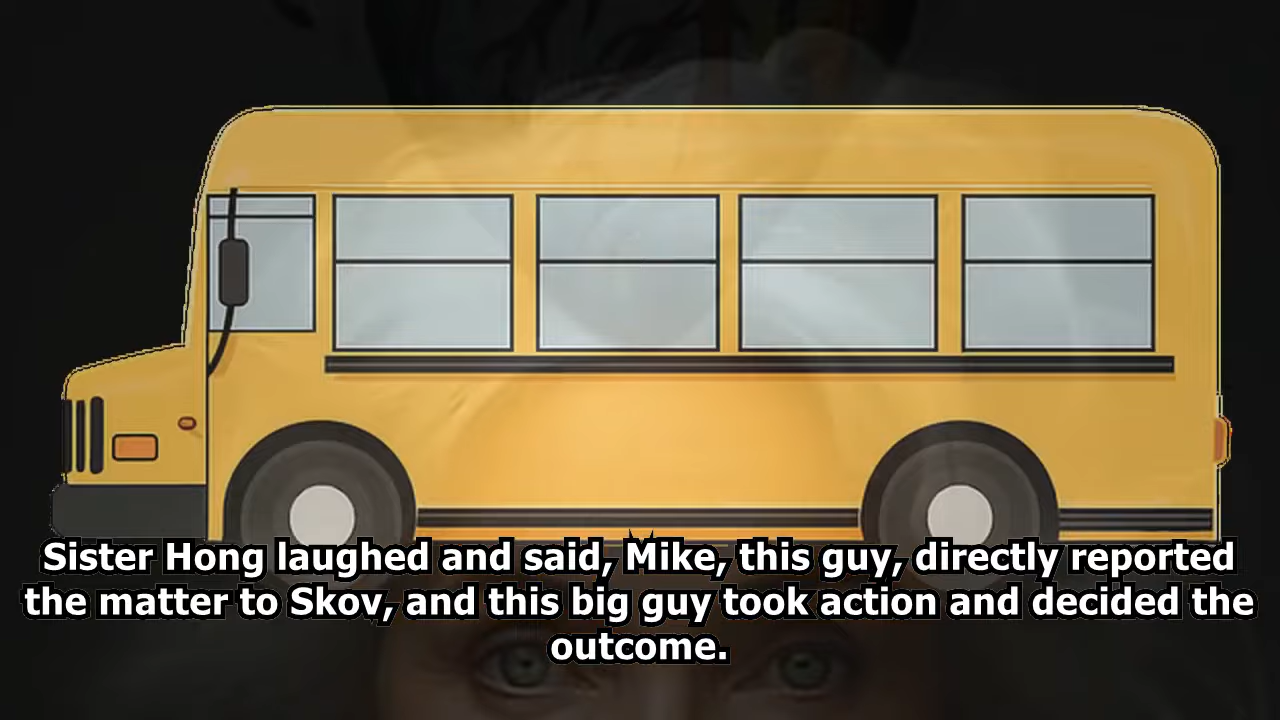 Sister Hong laughed and said, Mike, this guy, directly reported
the matter to Skov, and this big guy took action and decided the
outcome.